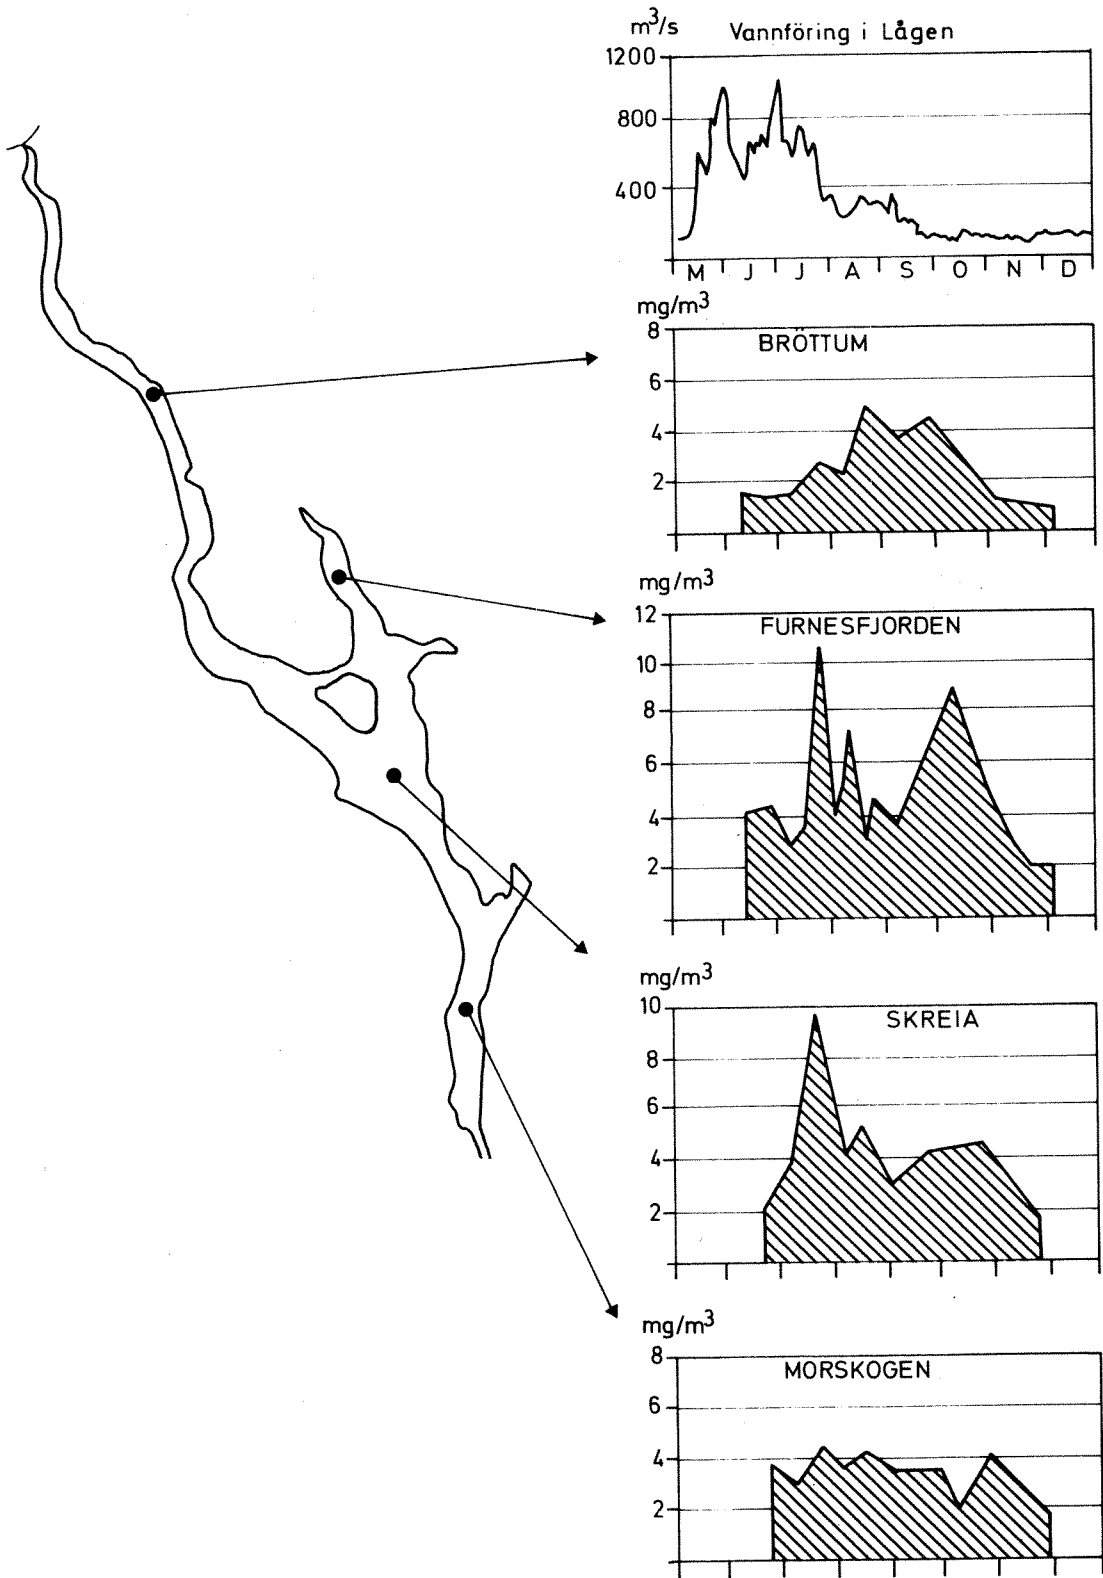 m³/s Vannföring i Lågen
1200
800
400
M J J A S O N D
mg/m³
8
BRÖTTUM
6
4
2
mg/m³
12
FURNESFJORDEN
10
8
6
4
2
mg/m³
10
SKREIA
8
6
4
2
mg/m³
8
MORSKOGEN
6
4
2